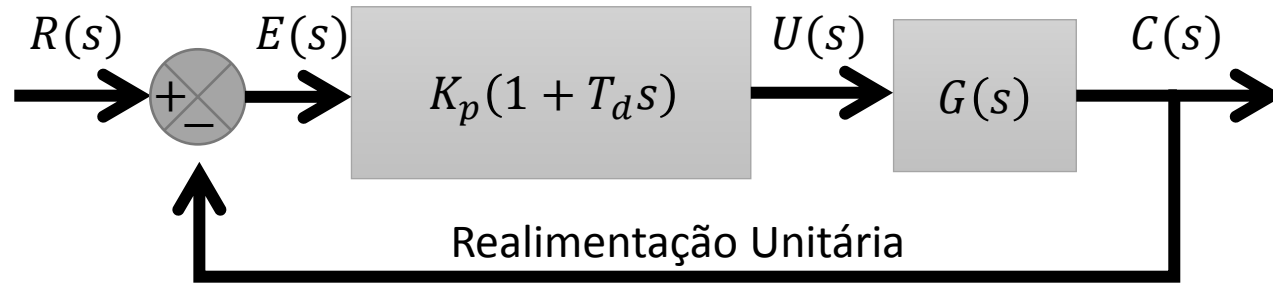 R(s) E(s) U(s) C(s)
+ K_p(1 + T_d s) G(s)
−
Realimentação Unitária